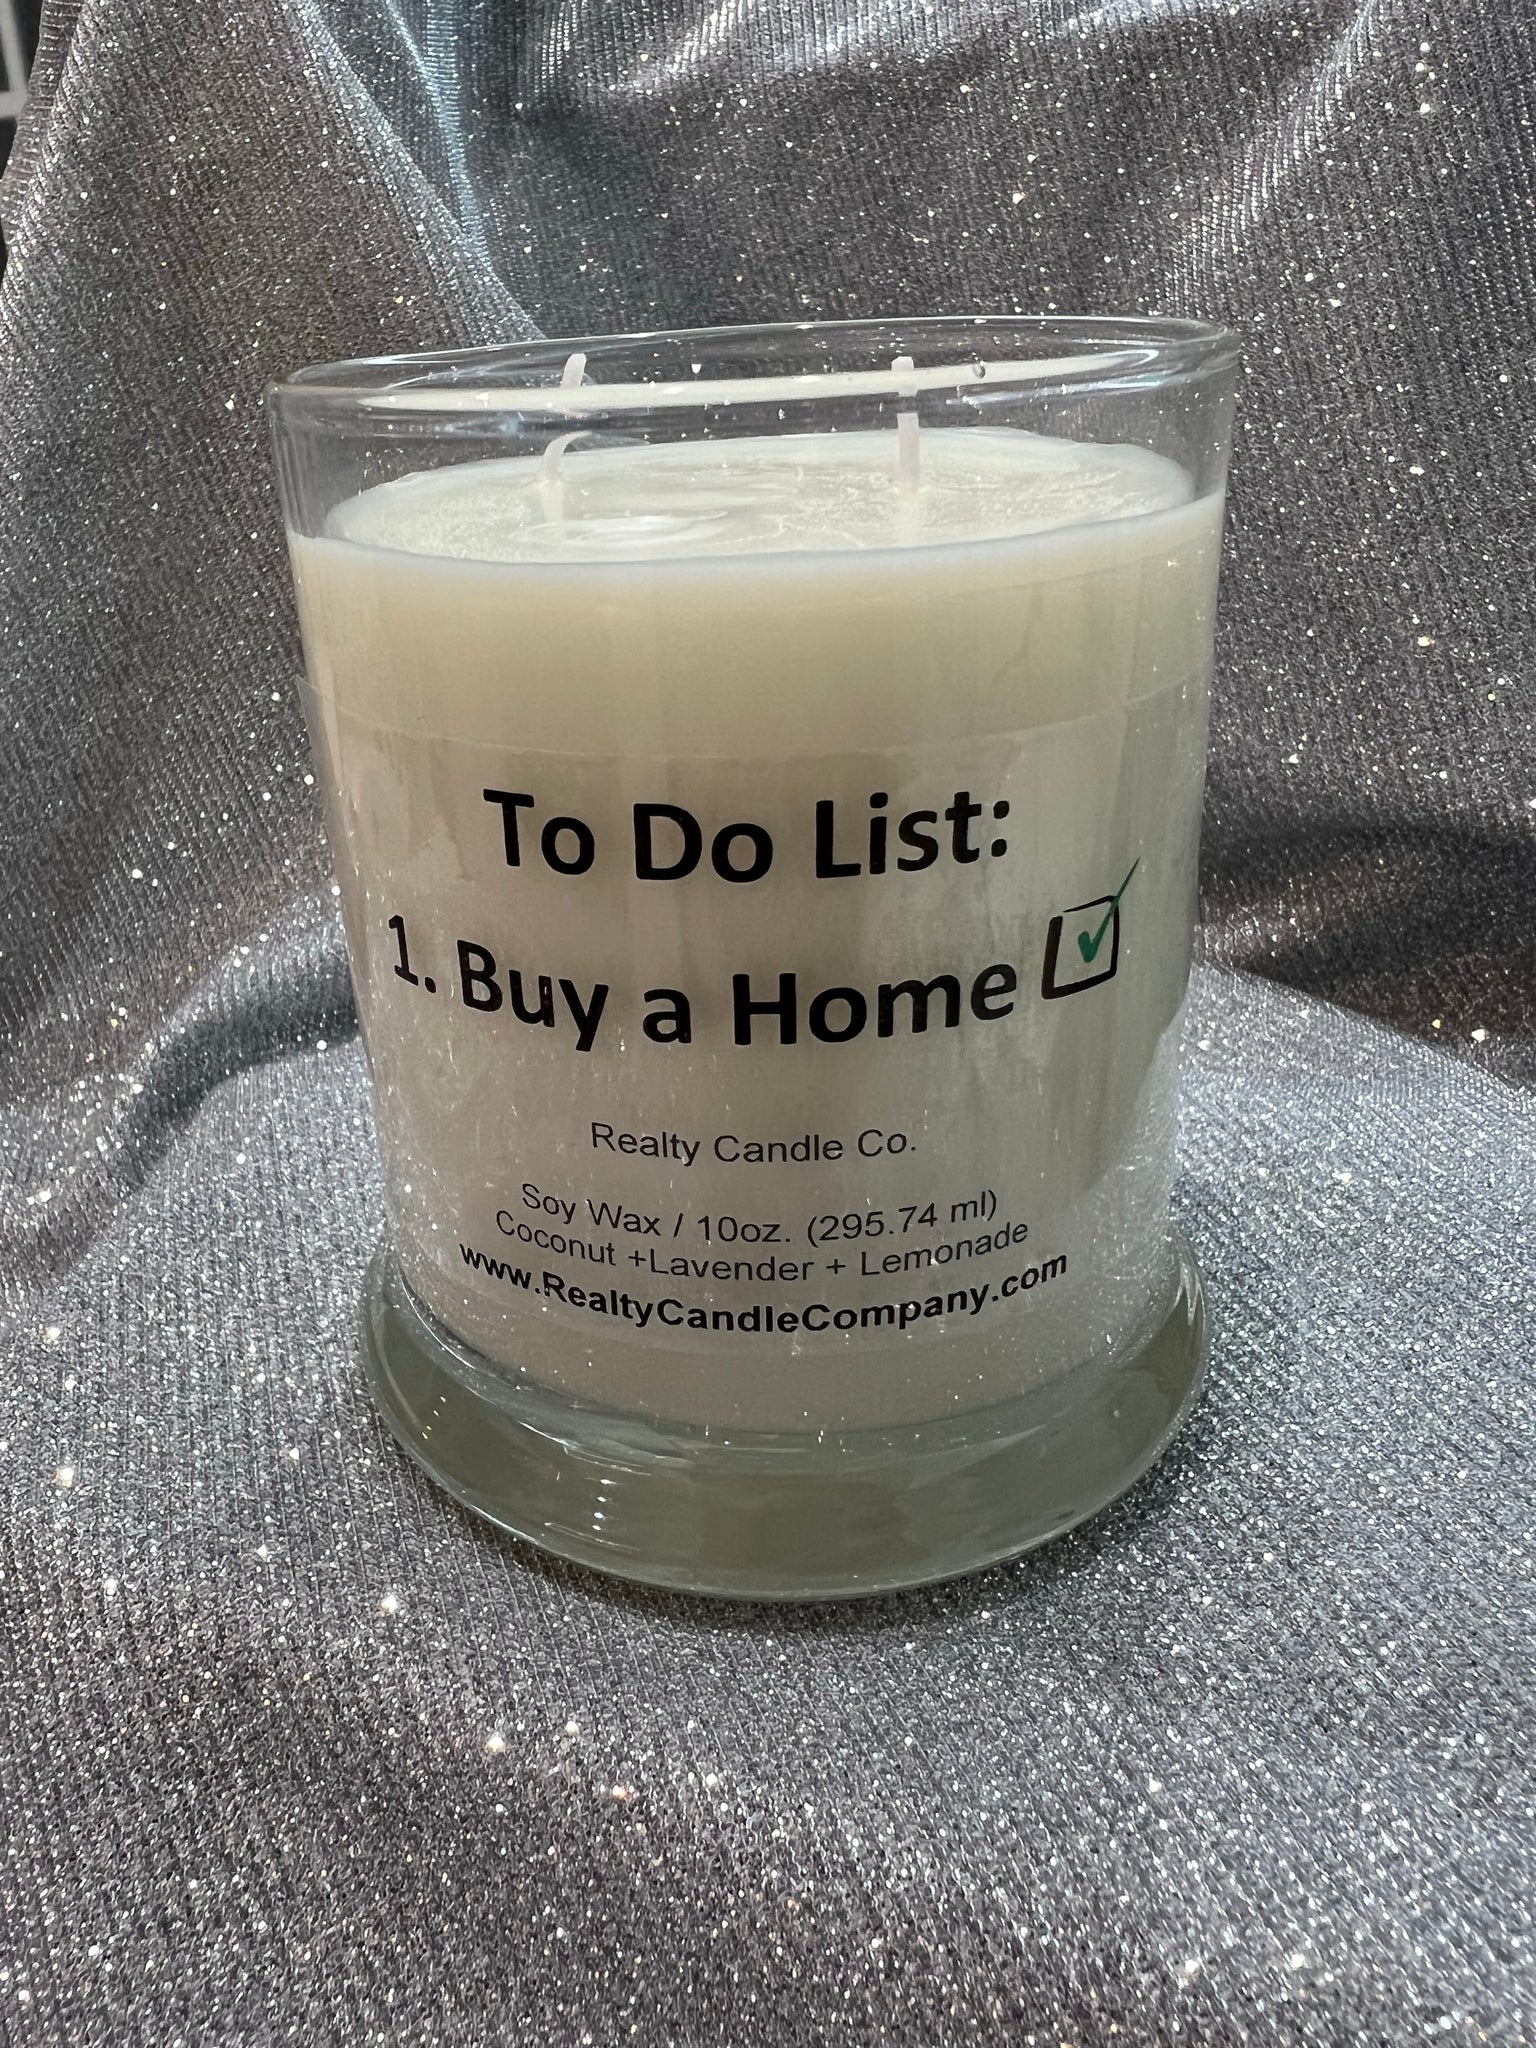 To Do List:
1. Buy a Home
Realty Candle Co.
Soy Wax / 10oz. (295.74 ml)
Coconut +Lavender + Lemonade
www.RealtyCandleCompany.com